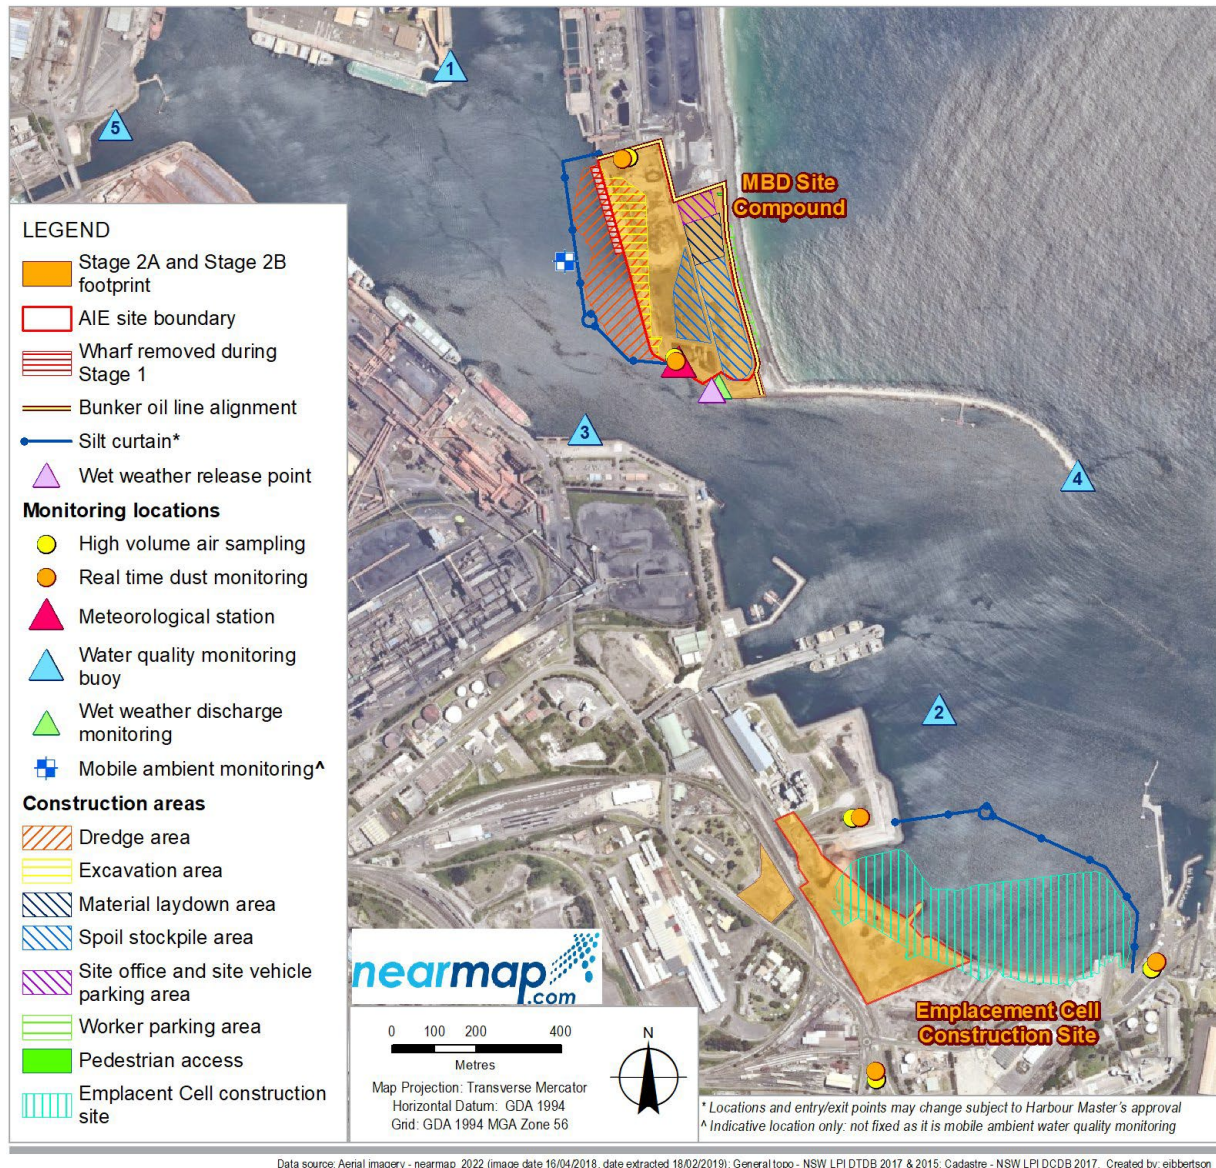 1
5
MBD Site
Compound
3
4
2
LEGEND
Stage 2A and Stage 2B
footprint
AIE site boundary
Wharf removed during
Stage 1
Bunker oil line alignment
Silt curtain*
Wet weather release point
Monitoring locations
High volume air sampling
Real time dust monitoring
Meteorological station
Water quality monitoring
buoy
Wet weather discharge
monitoring
Mobile ambient monitoring^
Construction areas
Dredge area
Excavation area
Material laydown area
Spoil stockpile area
Site office and site vehicle
parking area
Worker parking area
Pedestrian access
Emplacent Cell construction
site
nearmap
.com
Emplacement Cell
Construction Site
0 100 200 400
Metres
Map Projection: Transverse Mercator
Horizontal Datum: GDA 1994
Grid: GDA 1994 MGA Zone 56
N
* Locations and entry/exit points may change subject to Harbour Master's approval
^ Indicative location only: not fixed as it is mobile ambient water quality monitoring
Data source: Aerial imagery - nearmap 2022 (image date 16/04/2018, date extracted 18/02/2019); General topo - NSW LPI DTDB 2017 & 2015; Cadastre - NSW LPI DCDB 2017. Created by: eibbertson